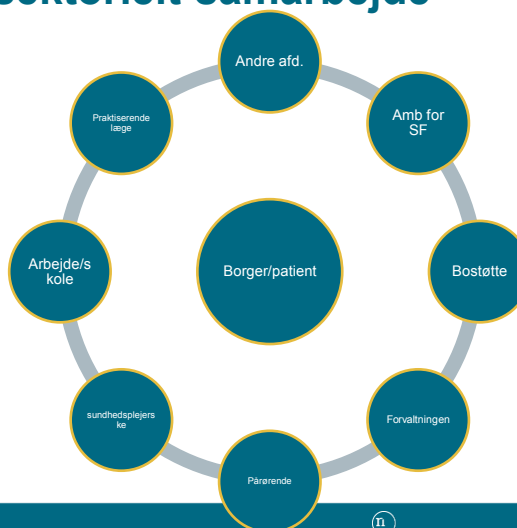 sektorielt samarbejde
Andre afd.
Praktiserende
læge
Amb for
SF
Arbejde/s
kole
Borger/patient
Bostøtte
sundhedsplejers
ke
Forvaltningen
Pårørende
n